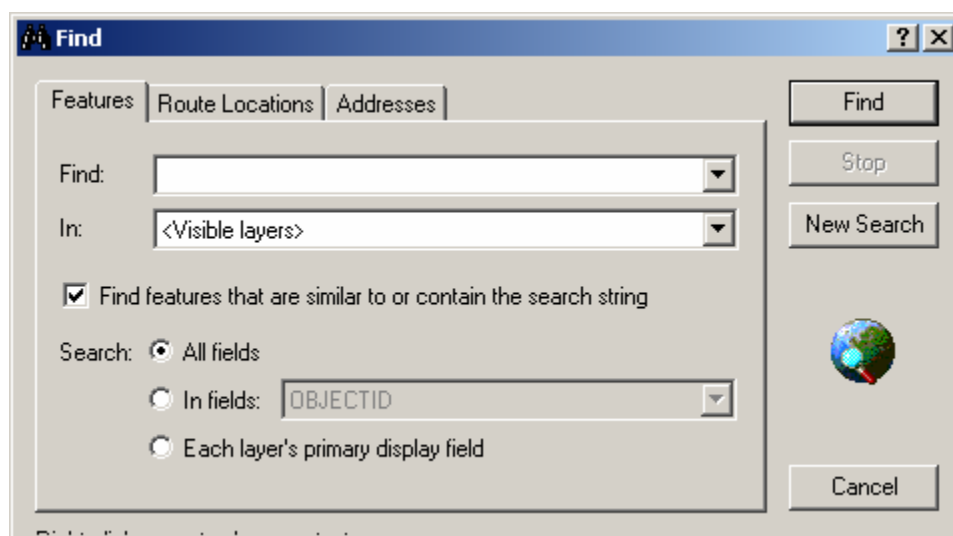 Find
Features Route Locations Addresses
Find
Find:
Stop
In: <Visible layers>
New Search
Find features that are similar to or contain the search string
Search: All fields
In fields: OBJECTID
Each layer's primary display field
Cancel